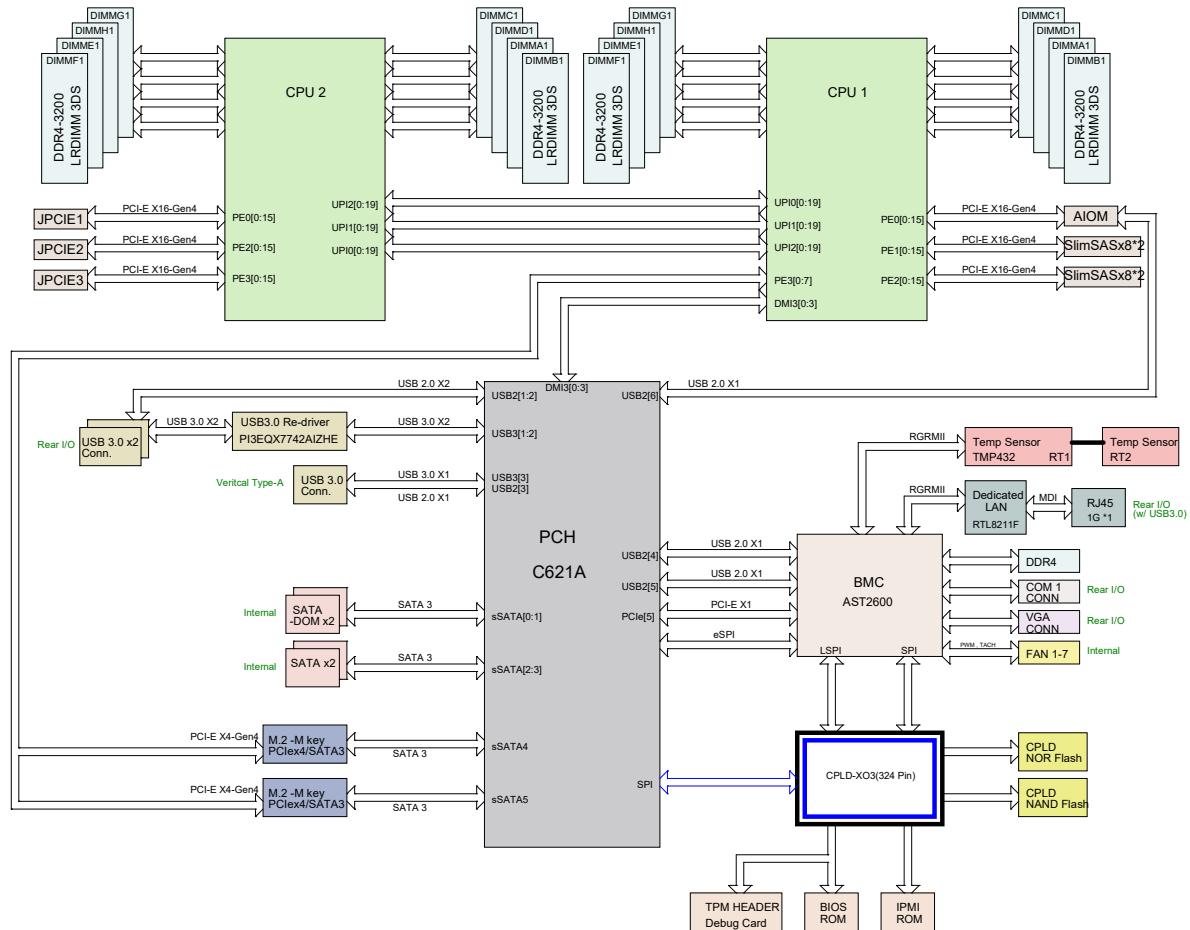 DIMMG1
DIMMH1
DIMME1
DIMMF1
DDR4-3200
LRDIMM 3DS
CPU 2
DIMMC1
DIMMD1
DIMMA1
DIMMB1
DDR4-3200
LRDIMM 3DS
DIMMG1
DIMMH1
DIMME1
DIMMF1
DDR4-3200
LRDIMM 3DS
CPU 1
DIMMC1
DIMMD1
DIMMA1
DIMMB1
DDR4-3200
LRDIMM 3DS
JPCIE1
PCI-E X16-Gen4
PE0[0:15]
JPCIE2
PCI-E X16-Gen4
PE2[0:15]
JPCIE3
PCI-E X16-Gen4
PE3[0:15]
UPI2[0:19]
UPI1[0:19]
UPI0[0:19]
UPI0[0:19]
UPI1[0:19]
UPI2[0:19]
PE3[0:7]
DMI3[0:3]
PE0[0:15]
PCI-E X16-Gen4
AIOM
PE1[0:15]
PCI-E X16-Gen4
SlimSASx8*2
PE2[0:15]
PCI-E X16-Gen4
SlimSASx8*2
USB 2.0 X2
DMI3[0:3]
USB2[1:2]
USB2[6]
USB 2.0 X1
Rear I/O
USB 3.0 x2
Conn.
USB 3.0 X2
USB3.0 Re-driver
PI3EQX7742AIZHE
USB 3.0 X2
USB3[1:2]
Veritcal Type-A
USB 3.0
Conn.
USB 3.0 X1
USB 2.0 X1
USB3[3]
USB2[3]
PCH
C621A
RGRMII
Temp Sensor
TMP432
RT1
Temp Sensor
RT2
RGRMII
Dedicated
LAN
RTL8211F
MDI
RJ45
1G *1
Rear I/O
(w/ USB3.0)
USB2[4]
USB 2.0 X1
USB2[5]
USB 2.0 X1
PCIe[5]
PCI-E X1
eSPI
BMC
AST2600
LSPI
SPI
DDR4
COM 1
CONN
Rear I/O
VGA
CONN
Rear I/O
PWM , TACH
FAN 1-7
Internal
Internal
SATA
-DOM x2
SATA 3
sSATA[0:1]
Internal
SATA x2
SATA 3
sSATA[2:3]
PCI-E X4-Gen4
M.2 -M key
PCIex4/SATA3
SATA 3
sSATA4
PCI-E X4-Gen4
M.2 -M key
PCIex4/SATA3
SATA 3
sSATA5
SPI
CPLD-XO3(324 Pin)
CPLD
NOR Flash
CPLD
NAND Flash
TPM HEADER
Debug Card
BIOS
ROM
IPMI
ROM